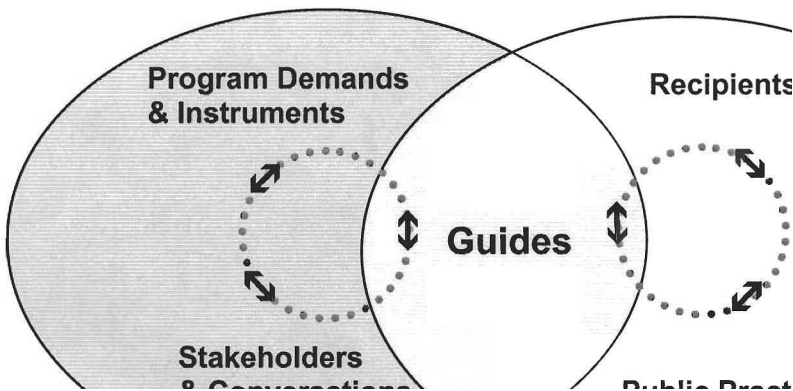 Program Demands
& Instruments
Recipients
Guides
Stakeholders
& Conversations
Public